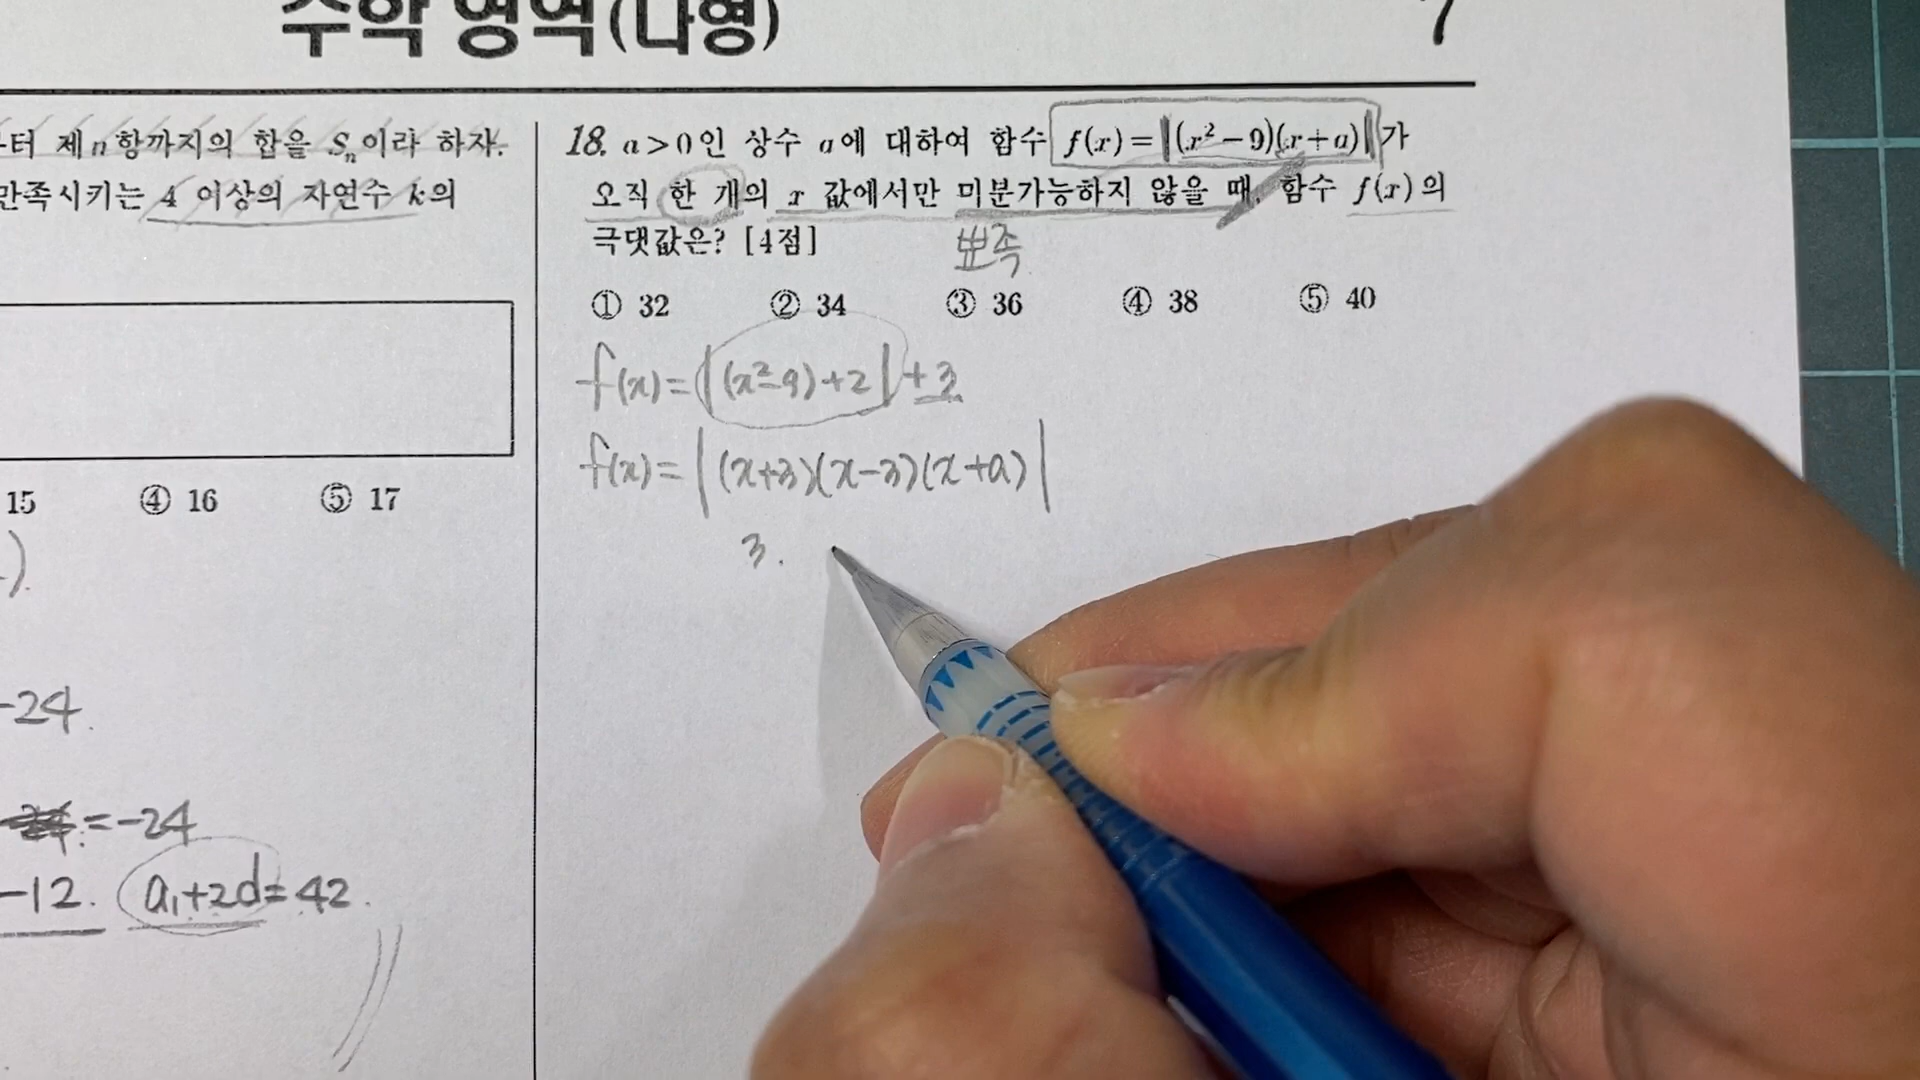 수학 영역(나형)
7
터 제n항까지의 합을 Sₙ이라 하자.
만족시키는 4 이상의 자연수 k의
15 ④ 16 ⑤ 17
).
-24.
=-24
-12. a₁+2d=42.
18. a>0인 상수 a에 대하여 함수 f(x)=|(x²-9)(x+a)|가
오직 한 개의 x 값에서만 미분가능하지 않을 때, 함수 f(x)의
극댓값은? [4점]
뾰족
① 32 ② 34 ③ 36 ④ 38 ⑤ 40
f(x)=|(x²-9)+2|+3
f(x)=|(x+3)(x-3)(x+a)|
3.